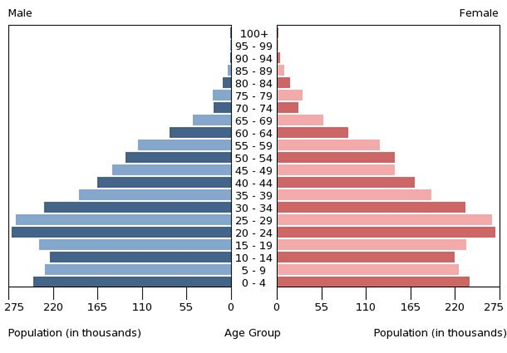 Male
Female
100+
95 - 99
90 - 94
85 - 89
80 - 84
75 - 79
70 - 74
65 - 69
60 - 64
55 - 59
50 - 54
45 - 49
40 - 44
35 - 39
30 - 34
25 - 29
20 - 24
15 - 19
10 - 14
5 - 9
0 - 4
275 220 165 110 55 0
0 55 110 165 220 275
Population (in thousands)
Age Group
Population (in thousands)